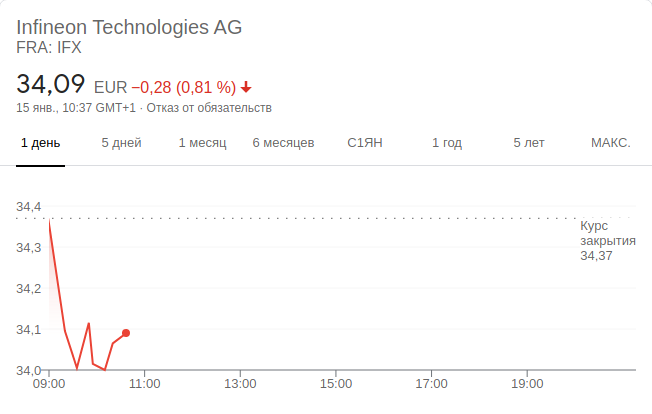 Infineon Technologies AG
FRA: IFX
34,09 EUR −0,28 (0,81 %)
15 янв., 10:37 GMT+1 · Отказ от обязательств
1 день 5 дней 1 месяц 6 месяцев С1ЯН 1 год 5 лет МАКС.
34,4
Курс
закрытия
34,37
34,3
34,2
34,1
34,0
09:00 11:00 13:00 15:00 17:00 19:00